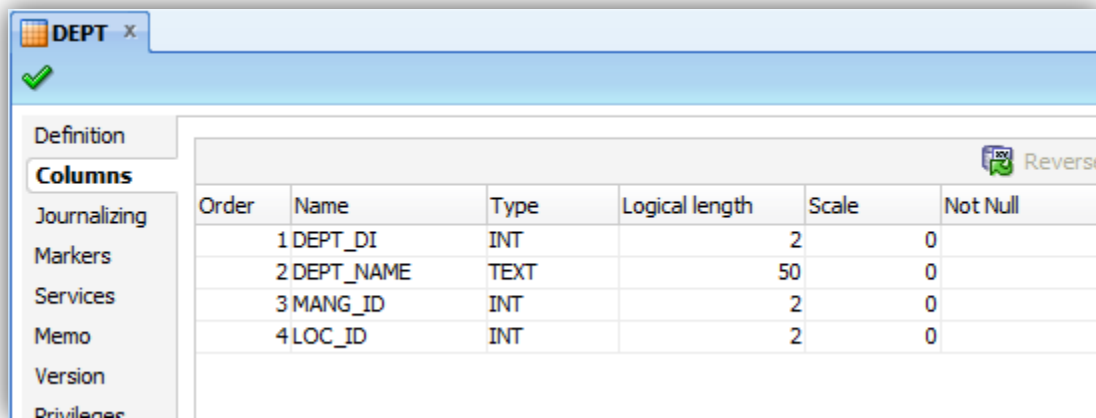 DEPT x
Definition
Columns
Journalizing
Markers
Services
Memo
Version
Privileges
Reverse
Order Name Type Logical length Scale Not Null
1 DEPT_DI INT 2 0
2 DEPT_NAME TEXT 50 0
3 MANG_ID INT 2 0
4 LOC_ID INT 2 0